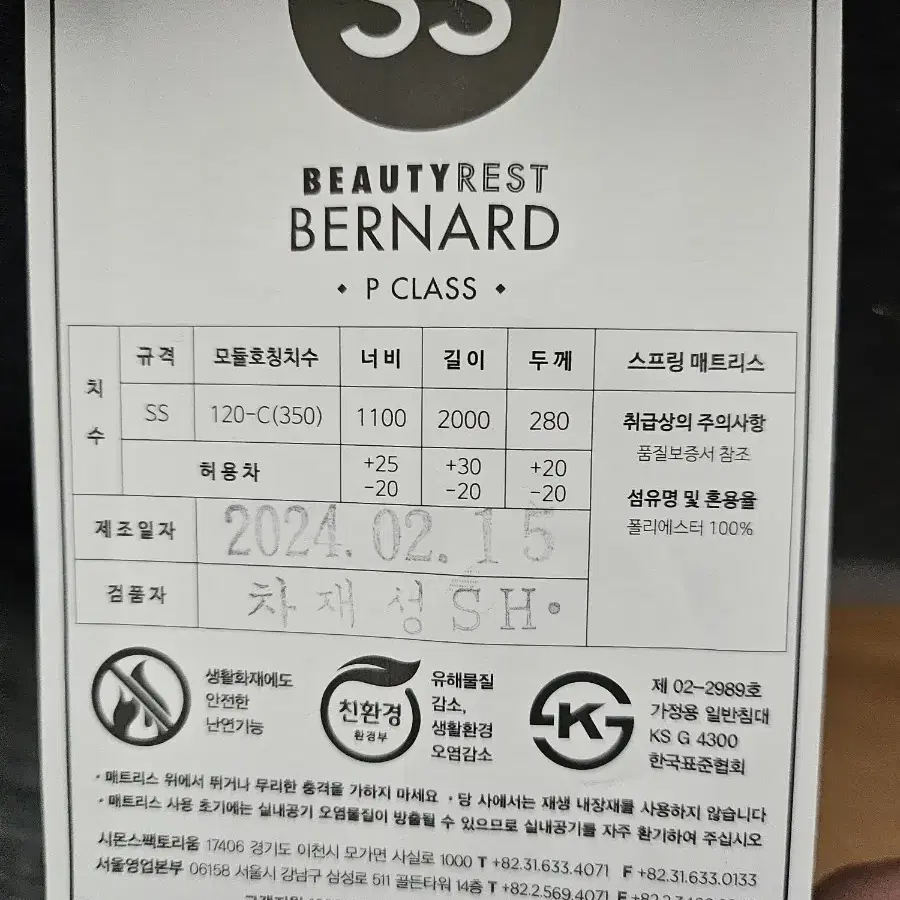 SS
BEAUTYREST
BERNARD
• P CLASS •
치수 규격 모듈호칭치수 너비 길이 두께 스프링 매트리스
SS 120-C(350) 1100 2000 280
허용차 +25 -20 +30 -20 +20 -20
취급상의 주의사항
품질보증서 참조
섬유명 및 혼용율
폴리에스터 100%
제조일자 2024.02.15
검품자 차재성 SH.
생활화재에도
안전한
난연기능
친환경
환경부
유해물질
감소,
생활환경
오염감소
K
제 02-2989호
가정용 일반침대
KS G 4300
한국표준협회
• 매트리스 위에서 뛰거나 무리한 충격을 가하지 마세요 • 당 사에서는 재생 내장재를 사용하지 않습니다
• 매트리스 사용 초기에는 실내공기 오염물질이 방출될 수 있으므로 실내공기를 자주 환기하여 주십시오
시몬스팩토리움 17406 경기도 이천시 모가면 사실로 1000 T +82.31.633.4071 F +82.31.633.0133
서울영업본부 06158 서울시 강남구 삼성로 511 골든타워 14층 T +82.2.569.4071